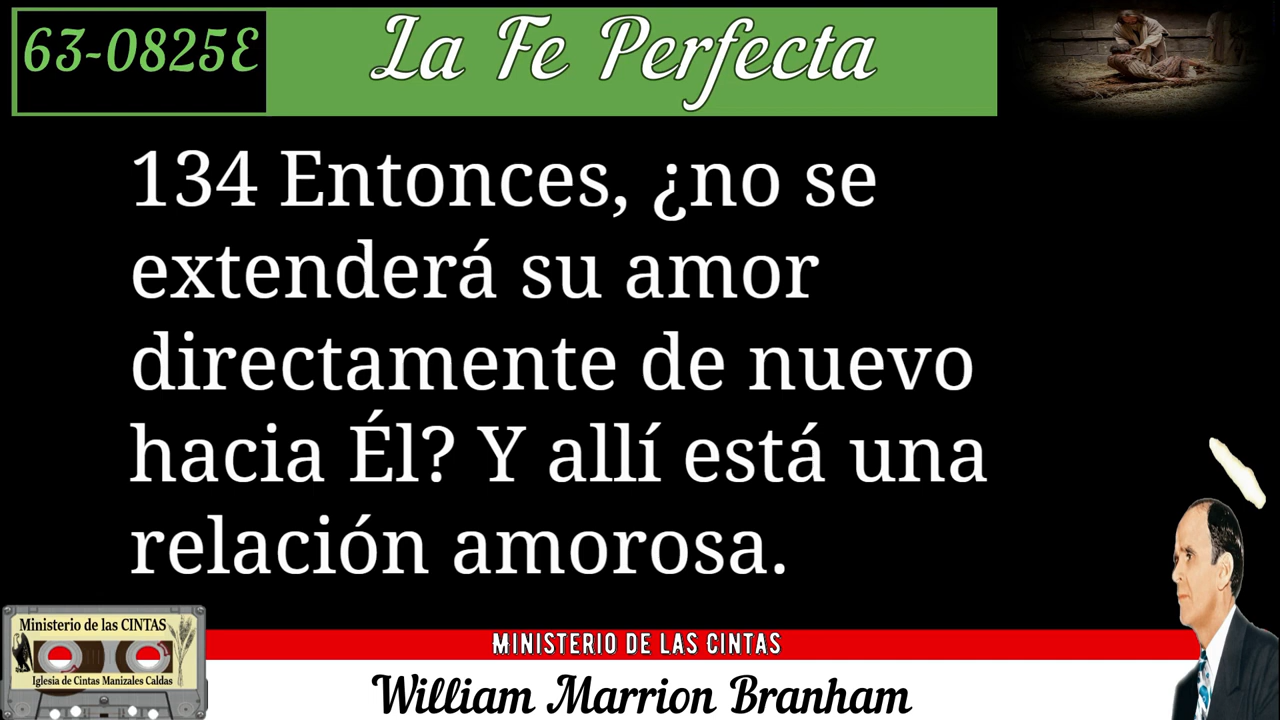 63-0825E
La Fe Perfecta
134 Entonces, ¿no se
extenderá su amor
directamente de nuevo
hacia Él? Y allí está una
relación amorosa.
Ministerio de las CINTAS
Iglesia de Cintas Manizales Caldas
MINISTERIO DE LAS CINTAS
William Marrion Branham